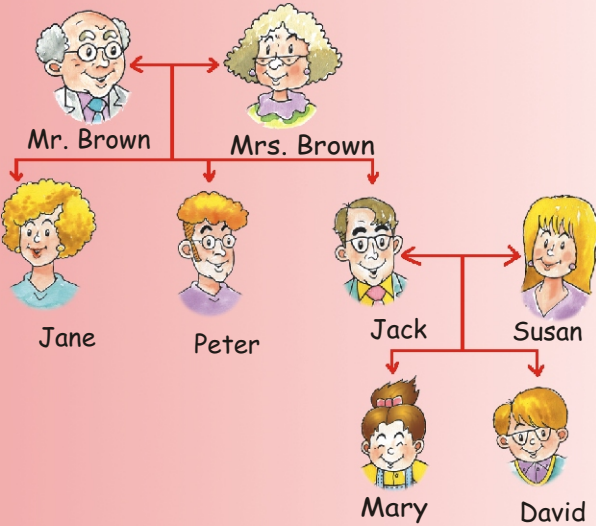 Mr. Brown
Mrs. Brown
Jane
Peter
Jack
Susan
Mary
David